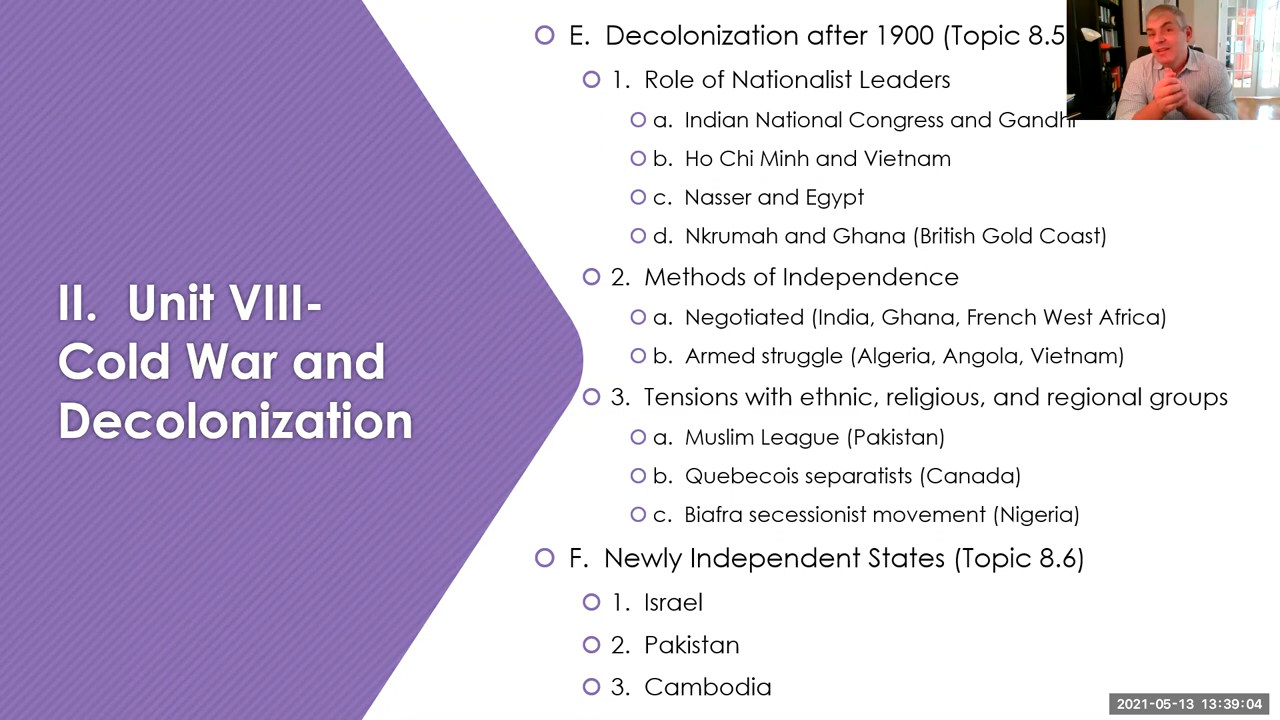 II. Unit VIII-
Cold War and
Decolonization
E. Decolonization after 1900 (Topic 8.5
1. Role of Nationalist Leaders
a. Indian National Congress and Gandhi
b. Ho Chi Minh and Vietnam
c. Nasser and Egypt
d. Nkrumah and Ghana (British Gold Coast)
2. Methods of Independence
a. Negotiated (India, Ghana, French West Africa)
b. Armed struggle (Algeria, Angola, Vietnam)
3. Tensions with ethnic, religious, and regional groups
a. Muslim League (Pakistan)
b. Quebecois separatists (Canada)
c. Biafra secessionist movement (Nigeria)
F. Newly Independent States (Topic 8.6)
1. Israel
2. Pakistan
3. Cambodia
2021-05-13 13:39:04